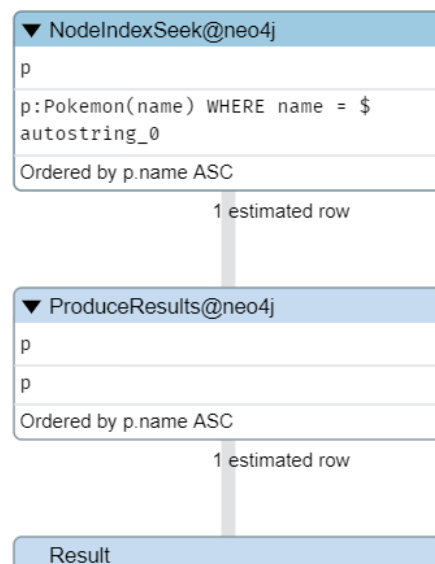 ▼ NodeIndexSeek@neo4j
p
p:Pokemon(name) WHERE name = $
autostring_0
Ordered by p.name ASC
1 estimated row
▼ ProduceResults@neo4j
p
p
Ordered by p.name ASC
1 estimated row
Result